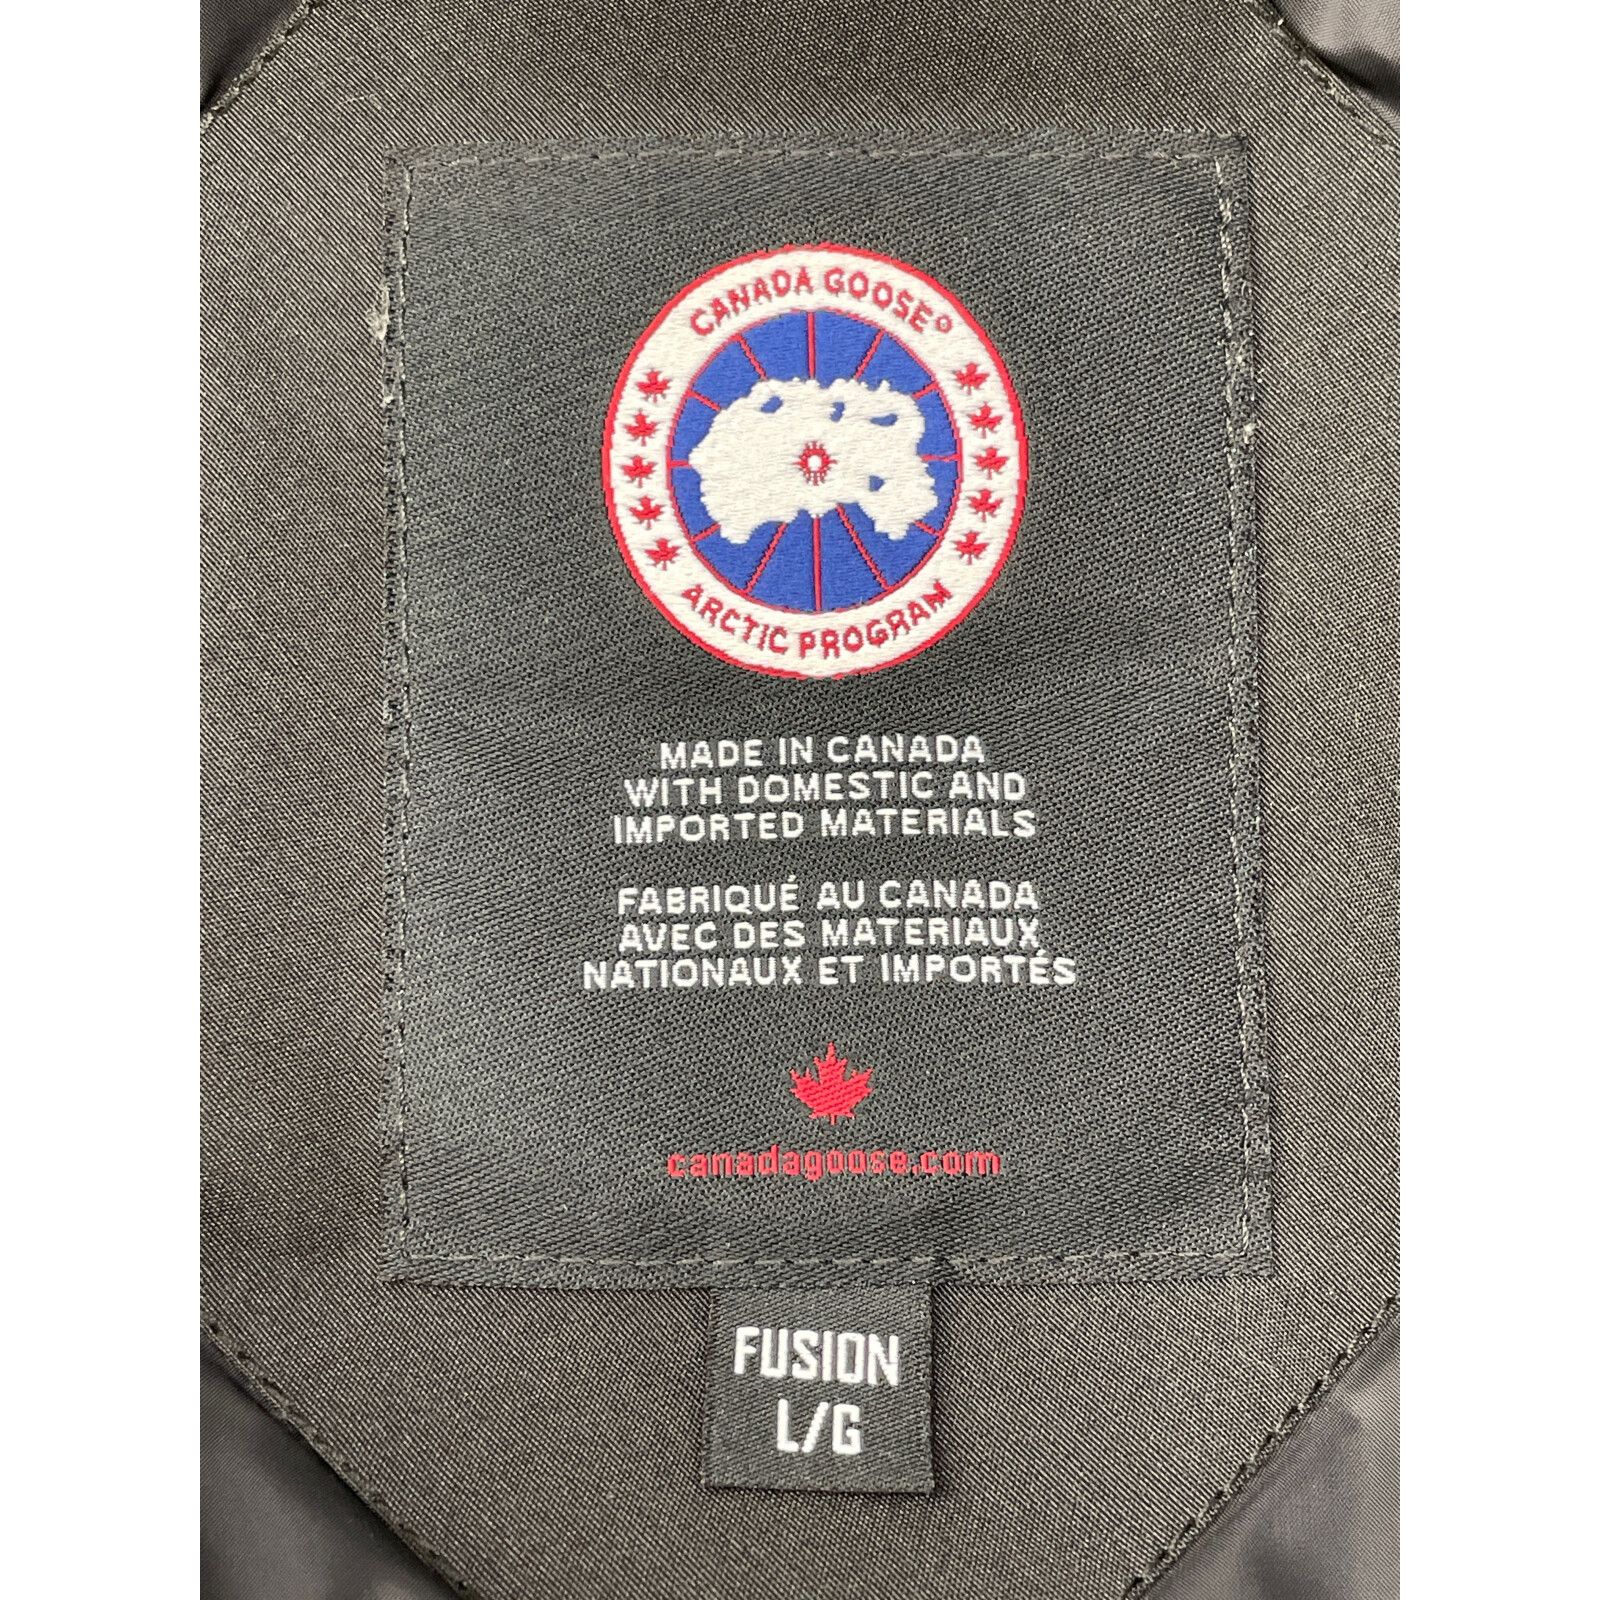 CANADA GOOSE®
ARCTIC PROGRAM
MADE IN CANADA
WITH DOMESTIC AND
IMPORTED MATERIALS
FABRIQUÉ AU CANADA
AVEC DES MATERIAUX
NATIONAUX ET IMPORTÉS
canadagoose.com
FUSION
L/G